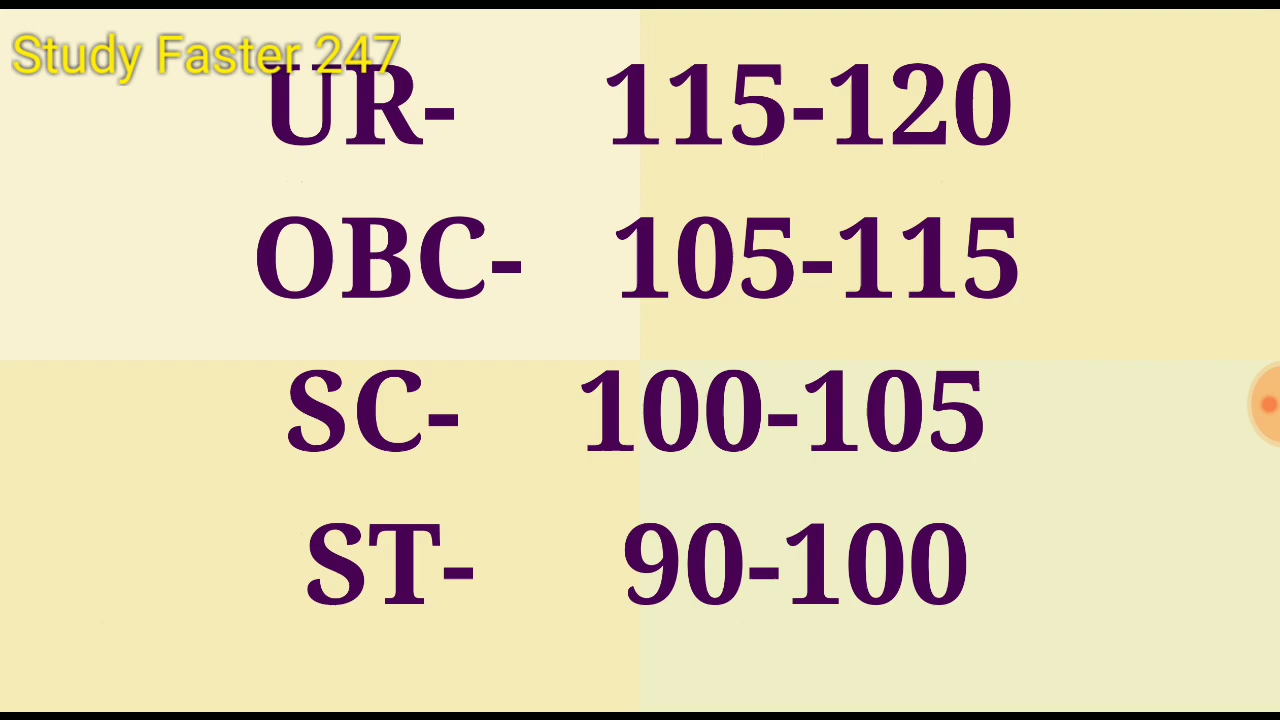 Study Faster 247
UR- 115-120
OBC- 105-115
SC- 100-105
ST- 90-100